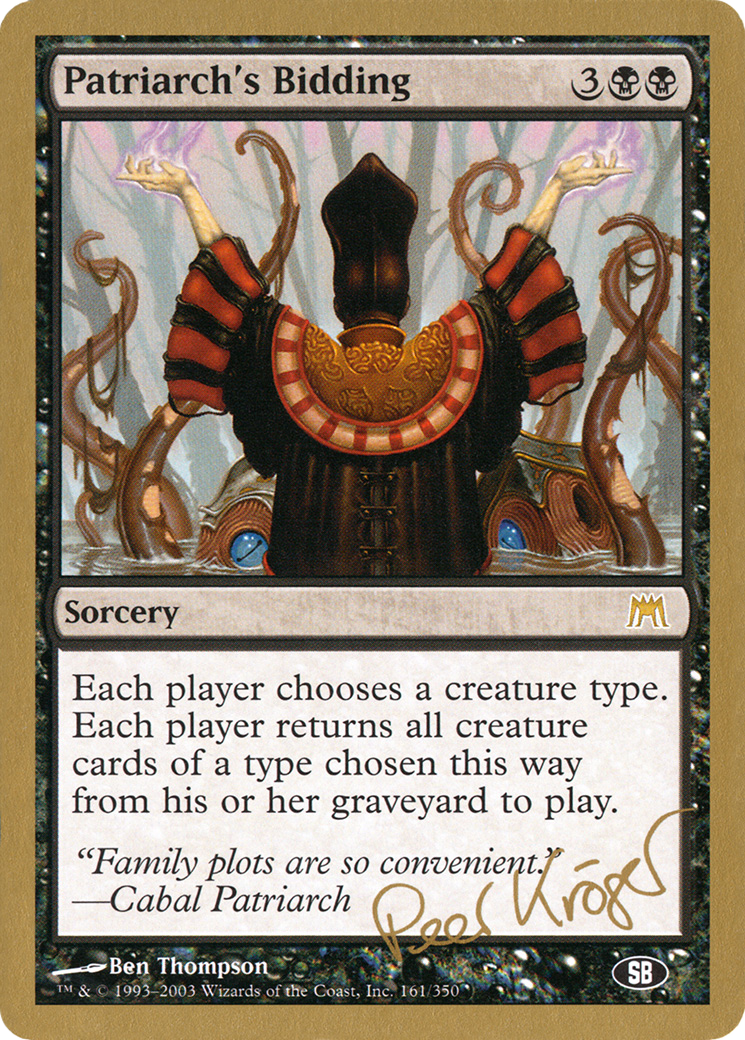 Patriarch's Bidding 3
Sorcery
Each player chooses a creature type.
Each player returns all creature
cards of a type chosen this way
from his or her graveyard to play.
“Family plots are so convenient.”
—Cabal Patriarch
Peer Kröger
Ben Thompson
SB
™ & © 1993–2003 Wizards of the Coast, Inc. 161/350